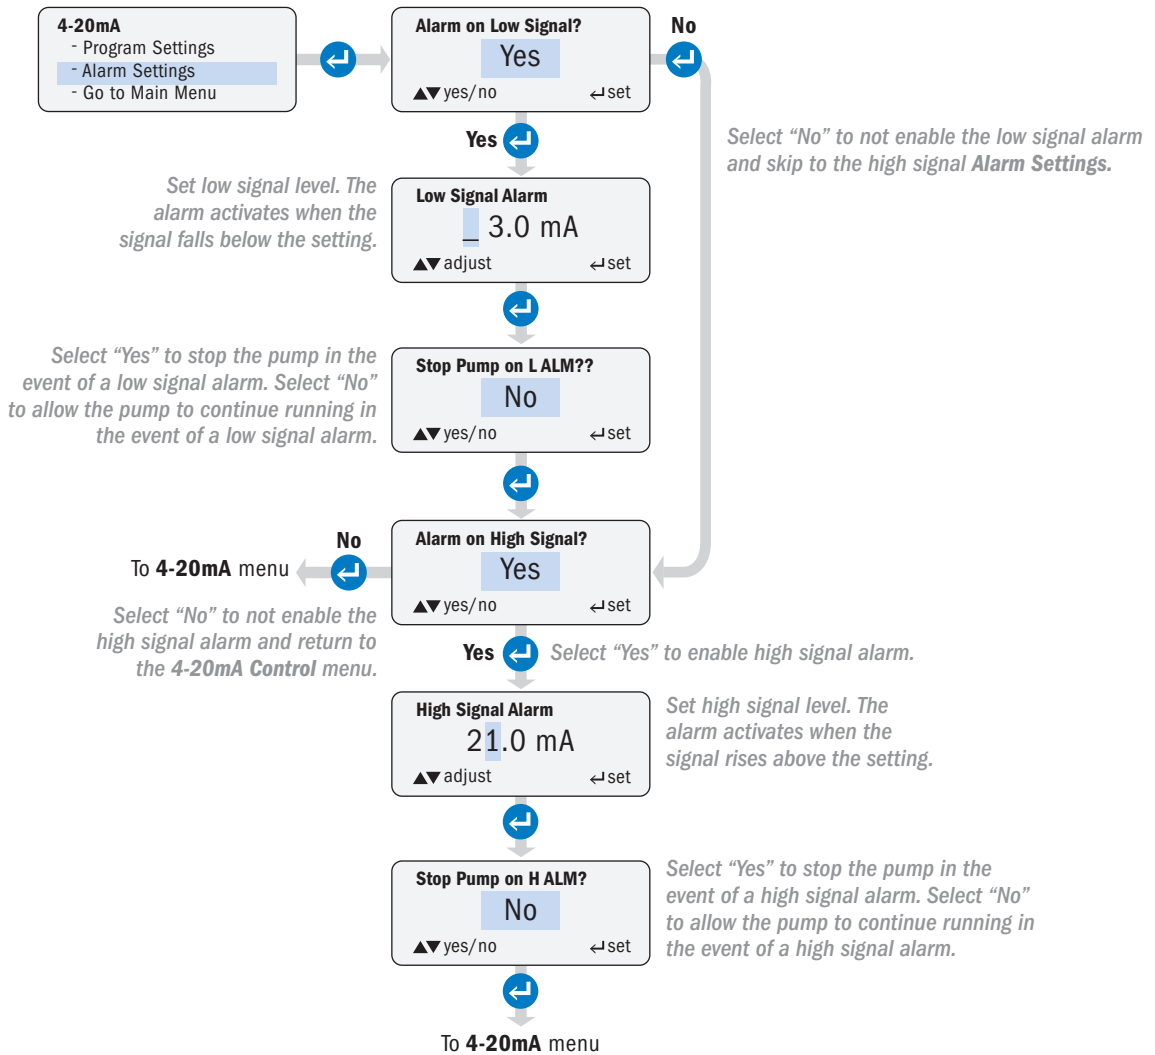 4-20mA
- Program Settings
- Alarm Settings
- Go to Main Menu
Alarm on Low Signal?
Yes
▲▼ yes/no ↵ set
No
Yes
Select “No” to not enable the low signal alarm
and skip to the high signal Alarm Settings.
Set low signal level. The
alarm activates when the
signal falls below the setting.
Low Signal Alarm
_ 3.0 mA
▲▼ adjust ↵ set
Select “Yes” to stop the pump in the
event of a low signal alarm. Select “No”
to allow the pump to continue running in
the event of a low signal alarm.
Stop Pump on L ALM??
No
▲▼ yes/no ↵ set
Alarm on High Signal?
Yes
▲▼ yes/no ↵ set
No
To 4-20mA menu
Select “No” to not enable the
high signal alarm and return to
the 4-20mA Control menu.
Yes
Select “Yes” to enable high signal alarm.
High Signal Alarm
21.0 mA
▲▼ adjust ↵ set
Set high signal level. The
alarm activates when the
signal rises above the setting.
Stop Pump on H ALM?
No
▲▼ yes/no ↵ set
Select “Yes” to stop the pump in the
event of a high signal alarm. Select “No”
to allow the pump to continue running in
the event of a high signal alarm.
To 4-20mA menu